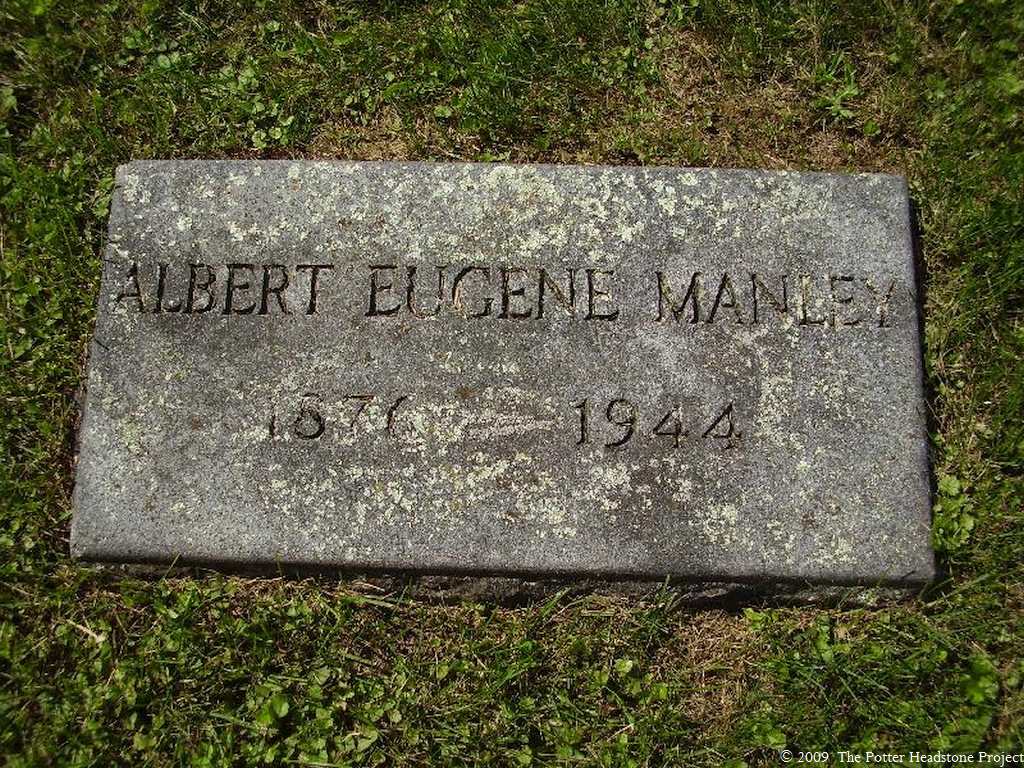 ALBERT EUGENE MANLEY
1876 — 1944
© 2009 The Potter Headstone Project